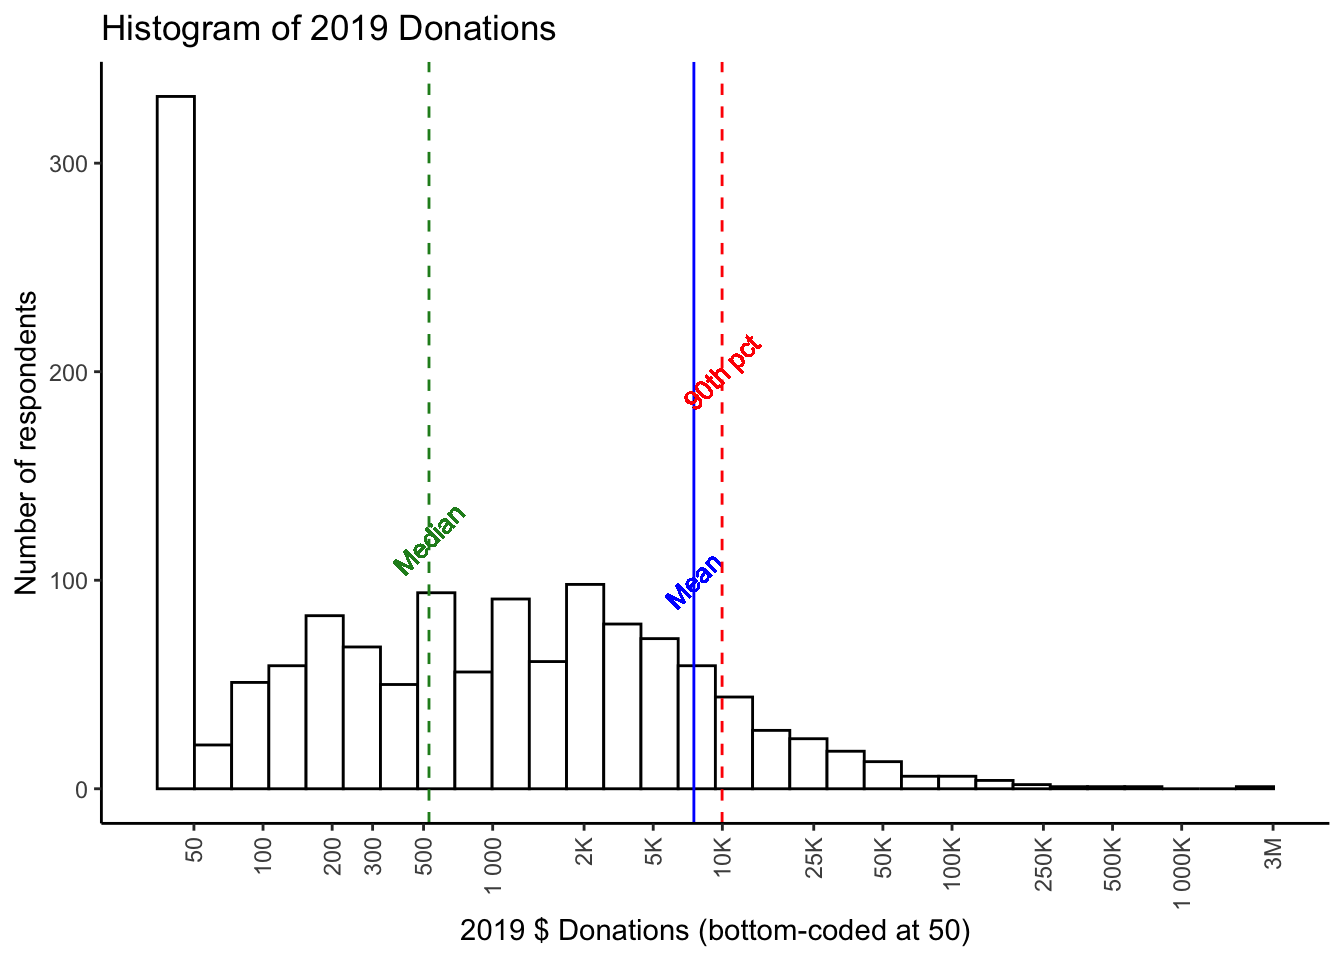 Histogram of 2019 Donations
Number of respondents
300
200
100
0
90th pct
Median
Mean
50
100
200
300
500
1 000
2K
5K
10K
25K
50K
100K
250K
500K
1 000K
3M
2019 $ Donations (bottom-coded at 50)